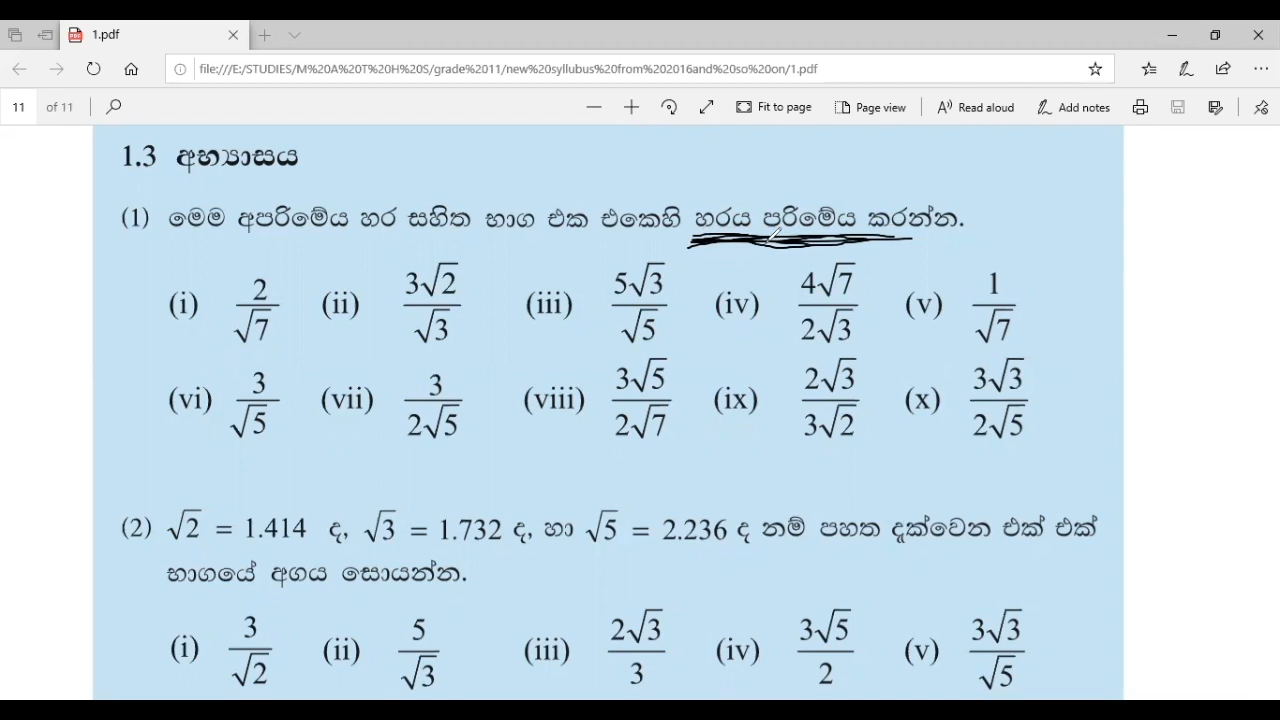 1.pdf
file:///E:/STUDIES/M%20A%20T%20H%20S/grade%2011/new%20syllubus%20from%202016and%20so%20on/1.pdf
11 of 11 Fit to page Page view Read aloud Add notes
1.3 අභ්‍යාසය
(1) මෙම අපරිමේය හර සහිත භාග එක එකෙහි හරය පරිමේය කරන්න.
(i) 2/√7 (ii) 3√2/√3 (iii) 5√3/√5 (iv) 4√7/2√3 (v) 1/√7
(vi) 3/√5 (vii) 3/2√5 (viii) 3√5/2√7 (ix) 2√3/3√2 (x) 3√3/2√5
(2) √2 = 1.414 ද, √3 = 1.732 ද, හා √5 = 2.236 ද නම් පහත දැක්වෙන එක් එක්
භාගයේ අගය සොයන්න.
(i) 3/√2 (ii) 5/√3 (iii) 2√3/3 (iv) 3√5/2 (v) 3√3/√5